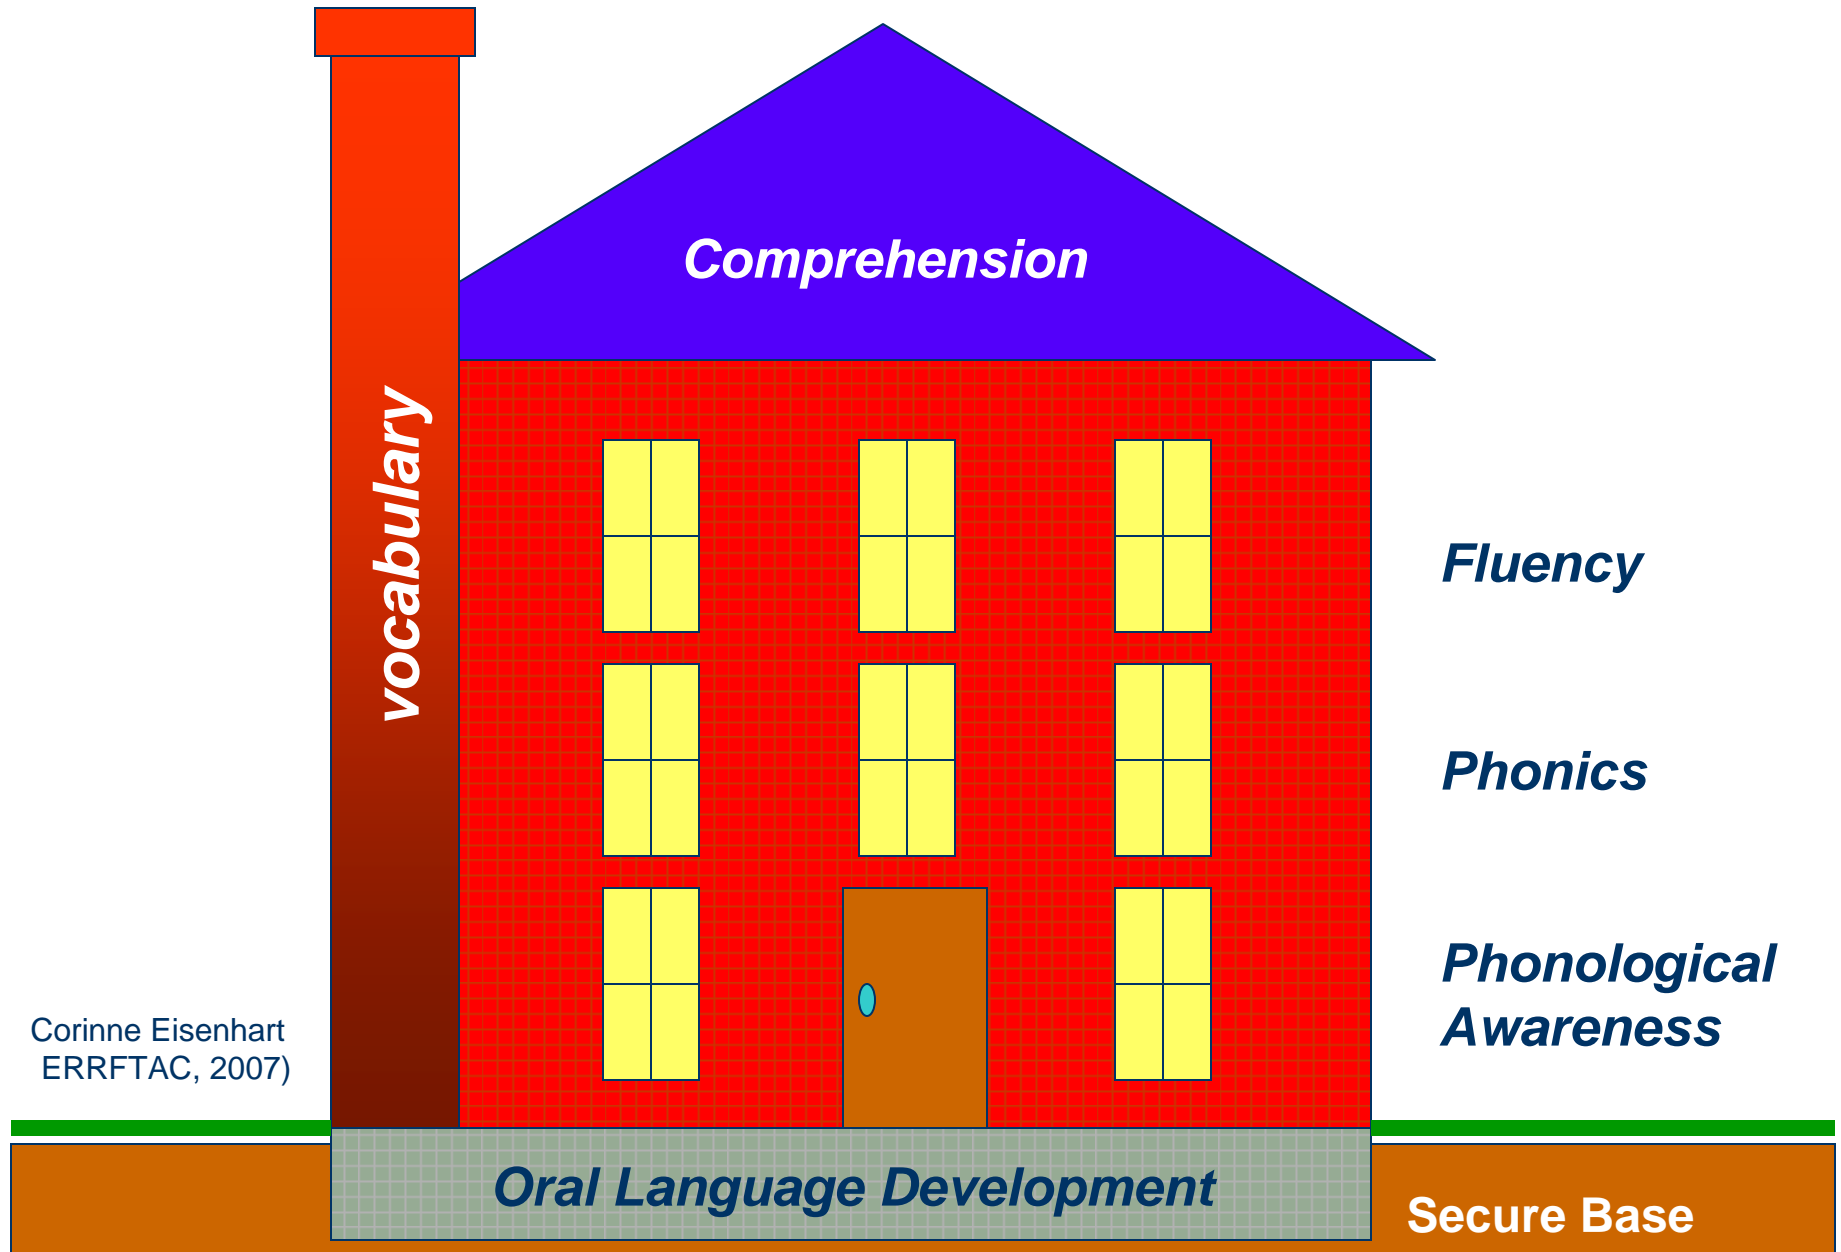 Comprehension
vocabulary
Fluency
Phonics
Phonological
Awareness
Corinne Eisenhart
ERRFTAC, 2007)
Oral Language Development
Secure Base